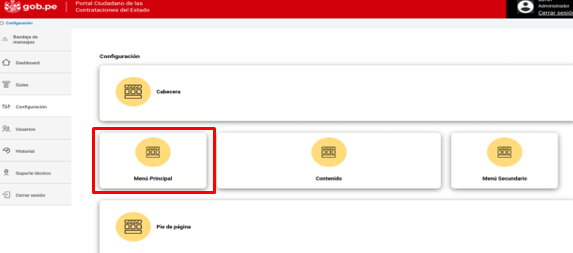 gob.pe
Portal Ciudadano de las
Contrataciones del Estado
Administrador
Cerrar sesión
Configuración
Bandeja de
mensajes
Dashboard
Guías
Configuración
Usuarios
Historial
Soporte técnico
Cerrar sesión
Configuración
Cabecera
Menú Principal
Contenido
Menú Secundario
Pie de página